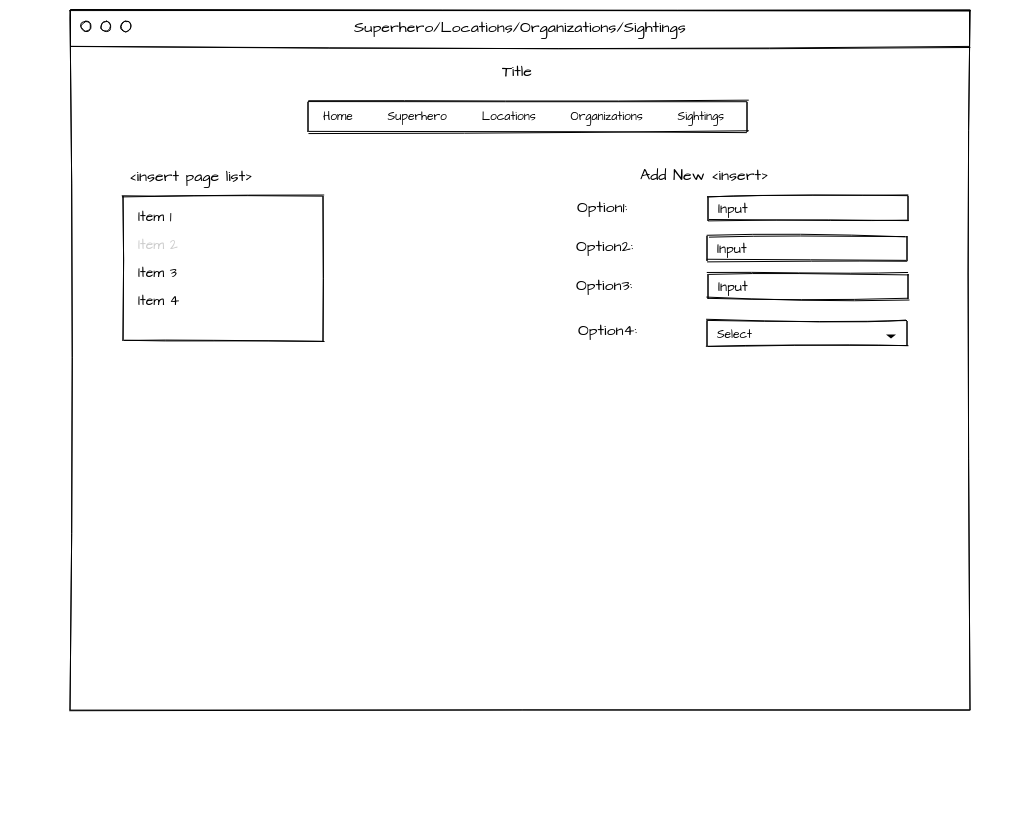 Superhero/Locations/Organizations/Sightings
Title
Home Superhero Locations Organizations Sightings
<insert page list>
Item 1
Item 2
Item 3
Item 4
Add New <insert>
Option1: Input
Option2: Input
Option3: Input
Option4: Select